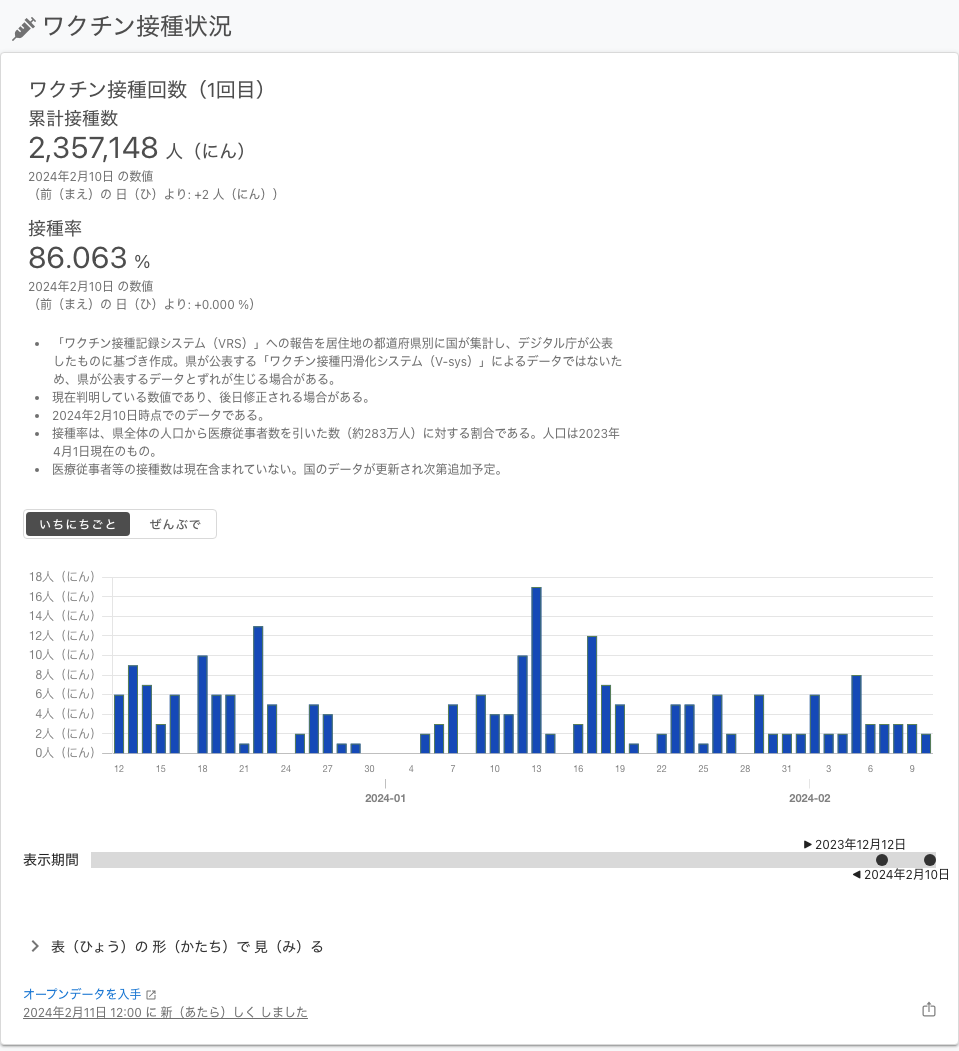 ワクチン接種状況
ワクチン接種回数（1回目）
累計接種数
2,357,148 人（にん）
2024年2月10日 の数値
（前（まえ）の 日（ひ）より: +2 人（にん））
接種率
86.063 %
2024年2月10日 の数値
（前（まえ）の 日（ひ）より: +0.000 %）
• 「ワクチン接種記録システム（VRS）」への報告を居住地の都道府県別に国が集計し、デジタル庁が公表
したものに基づき作成。県が公表する「ワクチン接種円滑化システム（V-sys）」によるデータではないた
め、県が公表するデータとずれが生じる場合がある。
• 現在判明している数値であり、後日修正される場合がある。
• 2024年2月10日時点でのデータである。
• 接種率は、県全体の人口から医療従事者数を引いた数（約283万人）に対する割合である。人口は2023年
4月1日現在のもの。
• 医療従事者等の接種数は現在含まれていない。国のデータが更新され次第追加予定。
いちにちごと ぜんぶで
18人（にん）
16人（にん）
14人（にん）
12人（にん）
10人（にん）
8人（にん）
6人（にん）
4人（にん）
2人（にん）
0人（にん）
12 15 18 21 24 27 30 4 7 10 13 16 19 22 25 28 31 3 6 9
2024-01 2024-02
▶ 2023年12月12日
表示期間
◀ 2024年2月10日
表（ひょう）の 形（かたち）で 見（み）る
オープンデータを入手
2024年2月11日 12:00 に 新（あたら）しく しました